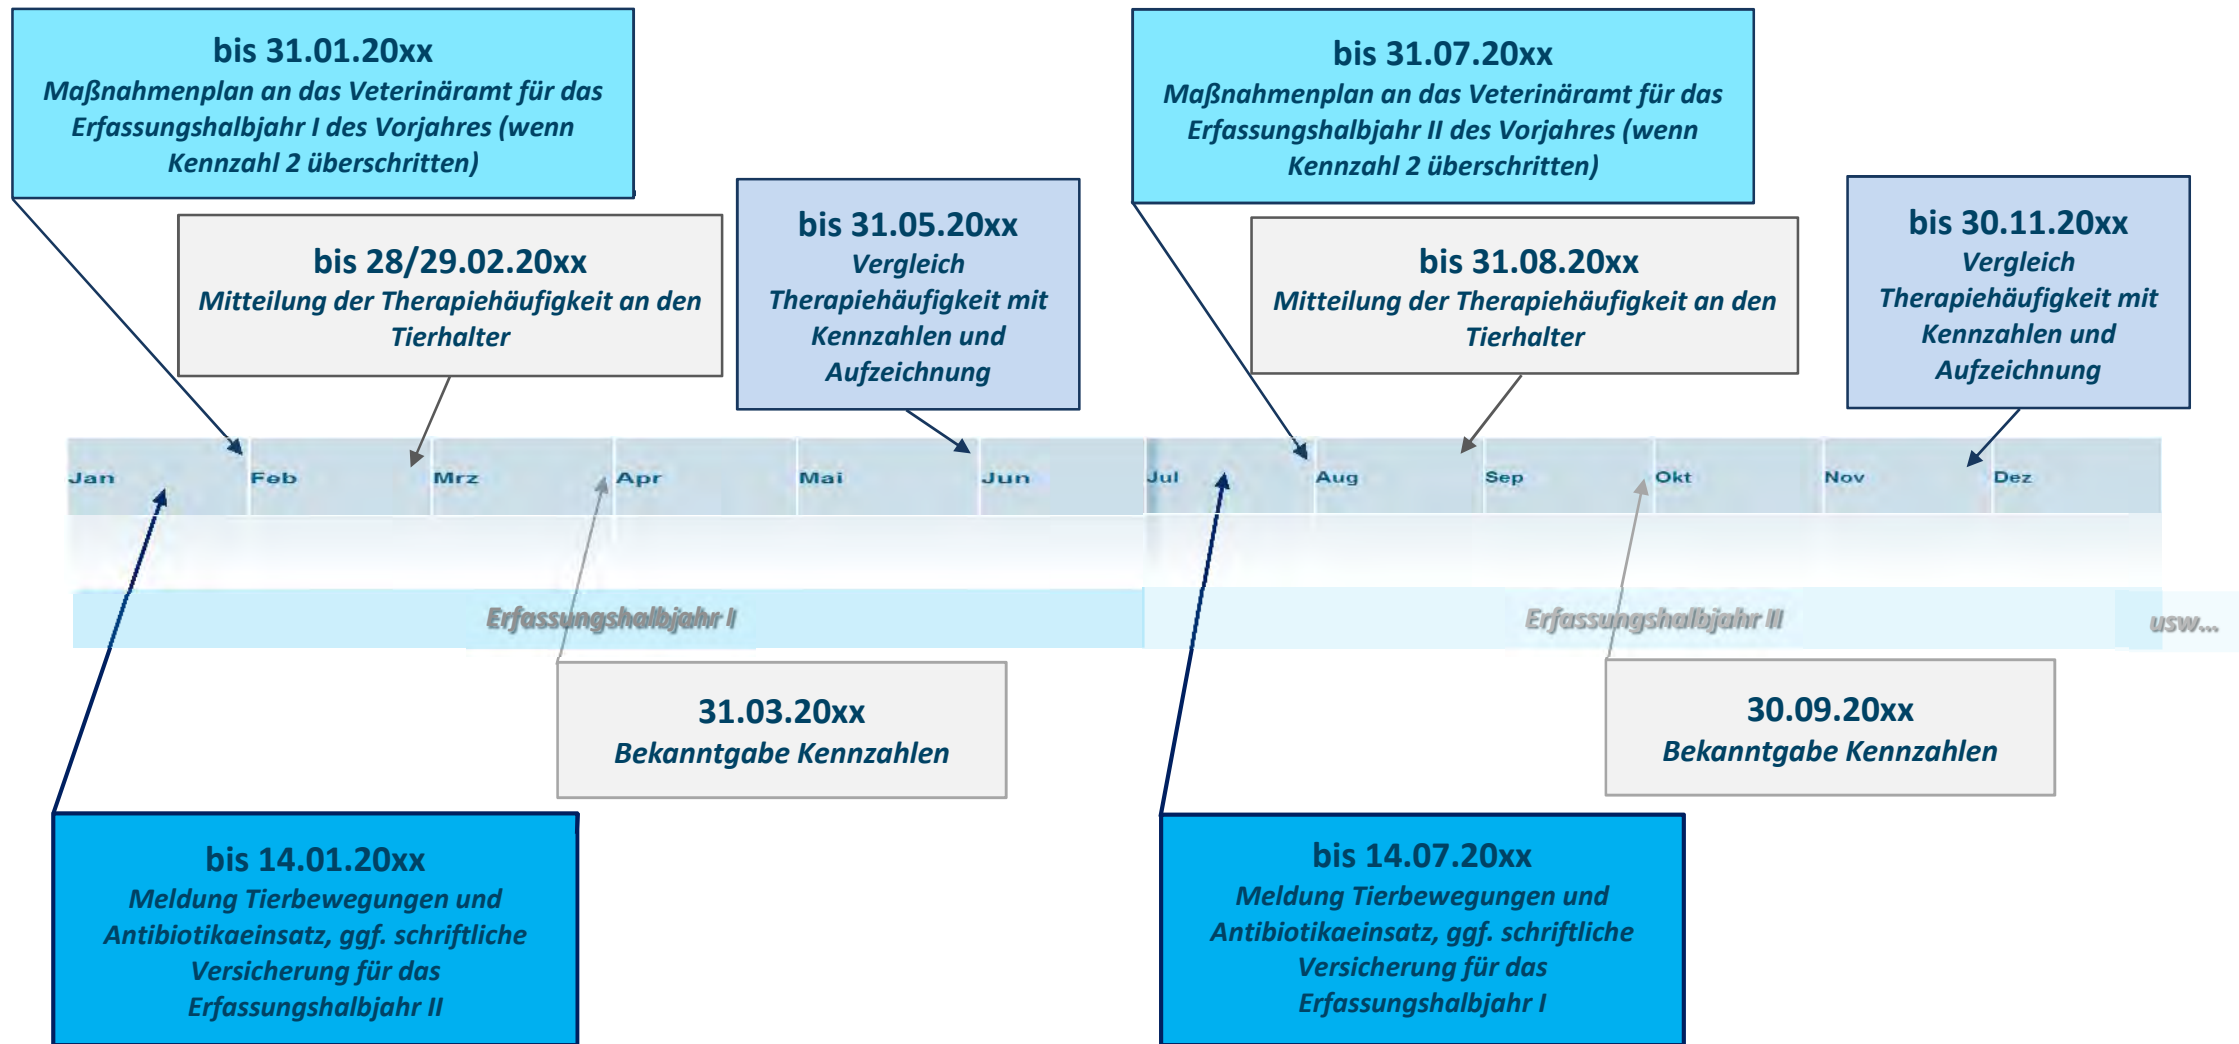 bis 31.01.20xx
Maßnahmenplan an das Veterinäramt für das
Erfassungshalbjahr I des Vorjahres (wenn
Kennzahl 2 überschritten)
bis 28/29.02.20xx
Mitteilung der Therapiehäufigkeit an den
Tierhalter
bis 31.05.20xx
Vergleich
Therapiehäufigkeit mit
Kennzahlen und
Aufzeichnung
bis 31.07.20xx
Maßnahmenplan an das Veterinäramt für das
Erfassungshalbjahr II des Vorjahres (wenn
Kennzahl 2 überschritten)
bis 31.08.20xx
Mitteilung der Therapiehäufigkeit an den
Tierhalter
bis 30.11.20xx
Vergleich
Therapiehäufigkeit mit
Kennzahlen und
Aufzeichnung
Jan Feb Mrz Apr Mai Jun Jul Aug Sep Okt Nov Dez
Erfassungshalbjahr I Erfassungshalbjahr II usw...
31.03.20xx
Bekanntgabe Kennzahlen
30.09.20xx
Bekanntgabe Kennzahlen
bis 14.01.20xx
Meldung Tierbewegungen und
Antibiotikaeinsatz, ggf. schriftliche
Versicherung für das
Erfassungshalbjahr II
bis 14.07.20xx
Meldung Tierbewegungen und
Antibiotikaeinsatz, ggf. schriftliche
Versicherung für das
Erfassungshalbjahr I